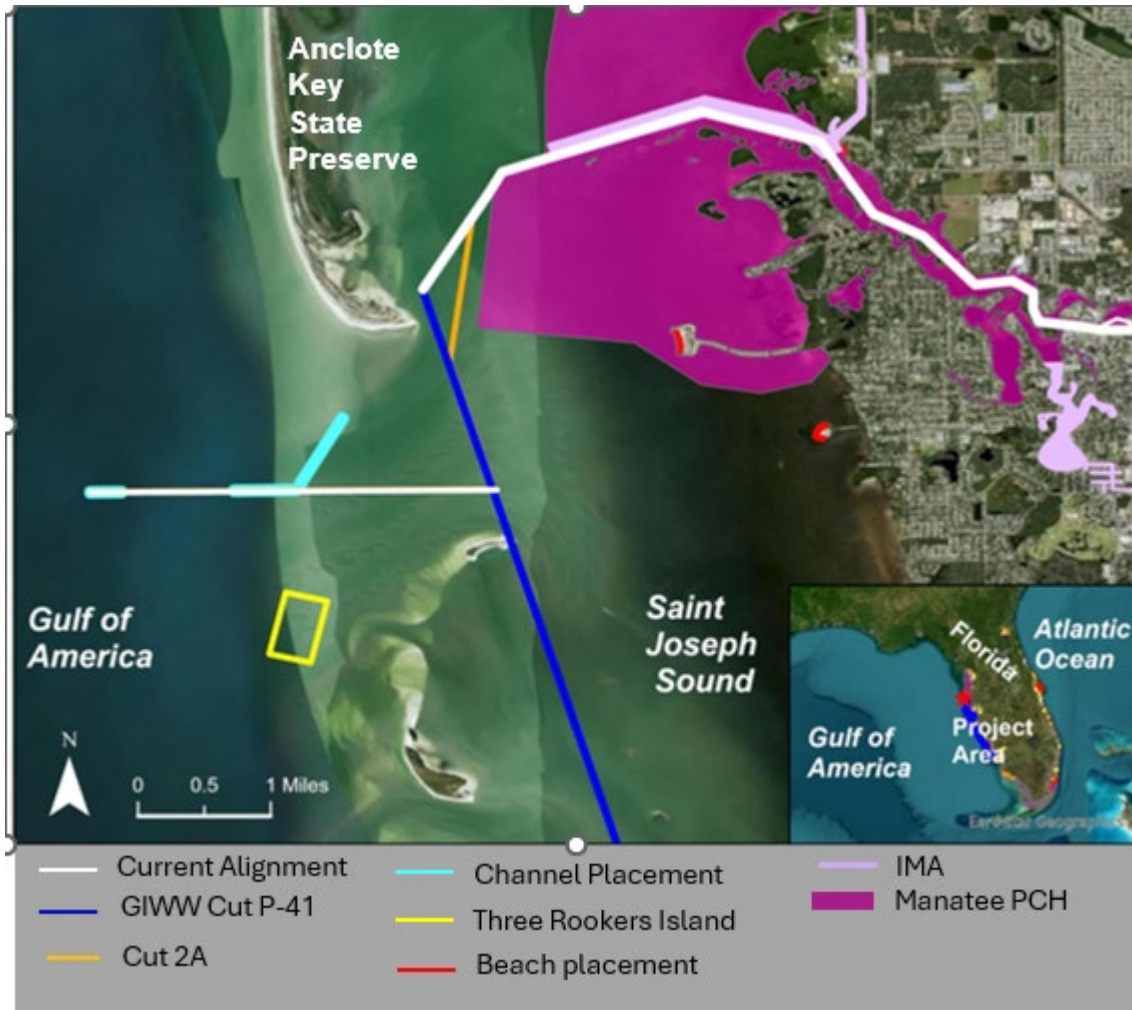 Anclote
Key
State
Preserve
Gulf of
America
Saint
Joseph
Sound
N
0 0.5 1 Miles
Florida
Atlantic
Ocean
Project
Area
Gulf of
America
Earthstar Geographics
Current Alignment
GIWW Cut P-41
Cut 2A
Channel Placement
Three Rookers Island
Beach placement
IMA
Manatee PCH